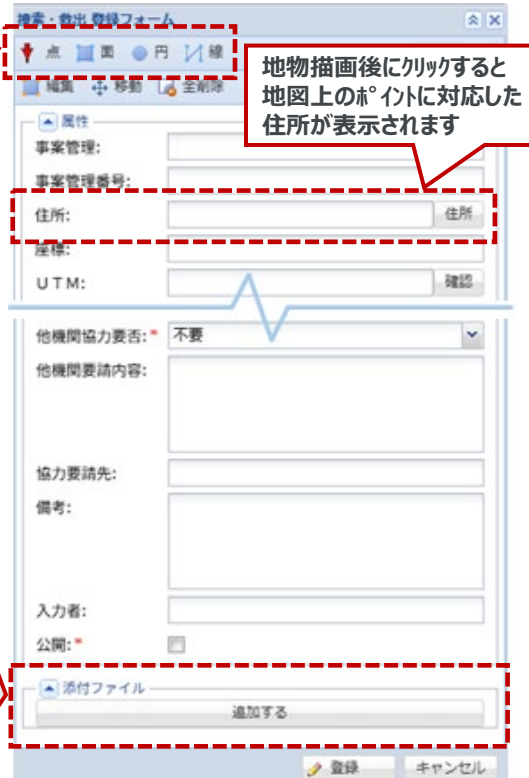 捜索・救出 登録フォーム
点 面 円 線
編集 移動 全削除
地物描画後にクリックすると
地図上のポイントに対応した
住所が表示されます
属性
事案管理:
事案管理番号:
住所: 住所
座標:
UTM: 確認
他機関協力要否:* 不要
他機関要請内容:
協力要請先:
備考:
入力者:
公開:*
添付ファイル
追加する
登録 キャンセル